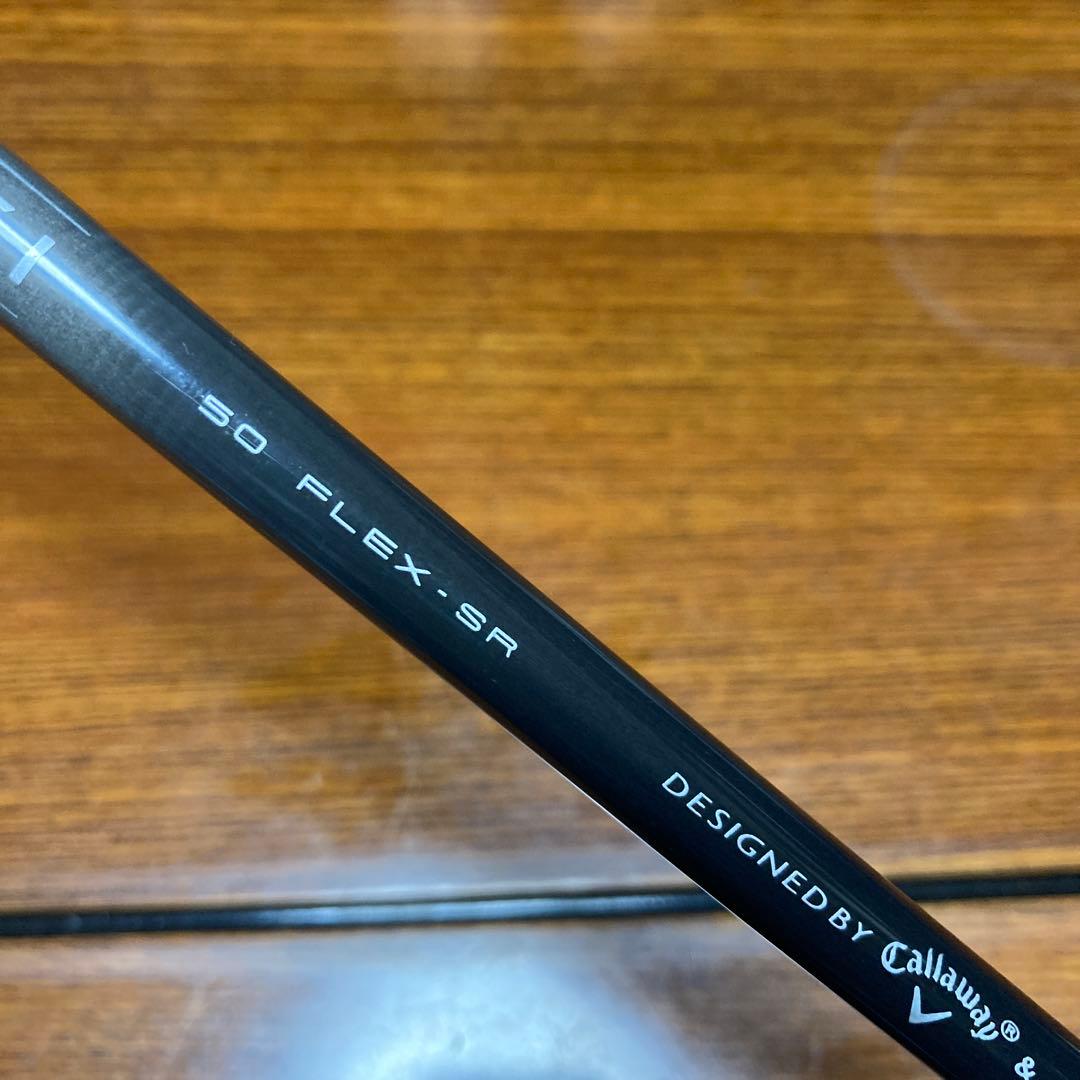 50 FLEX-SR
DESIGNED BY Callaway® &